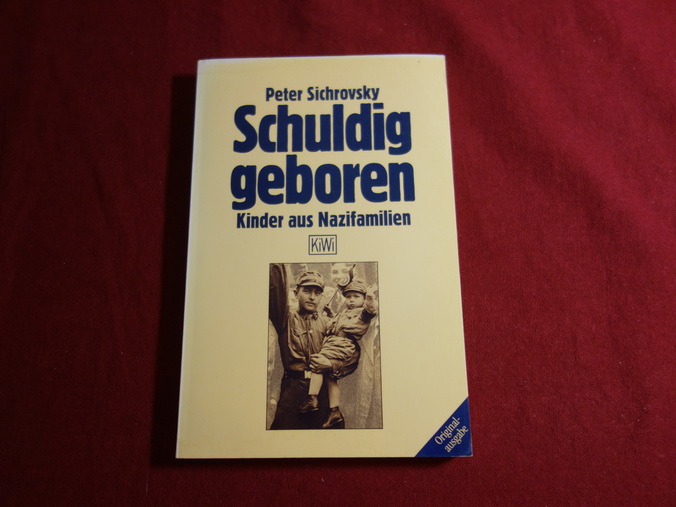 Peter Sichrovsky
Schuldig
geboren
Kinder aus Nazifamilien
KiWi
Original-
ausgabe